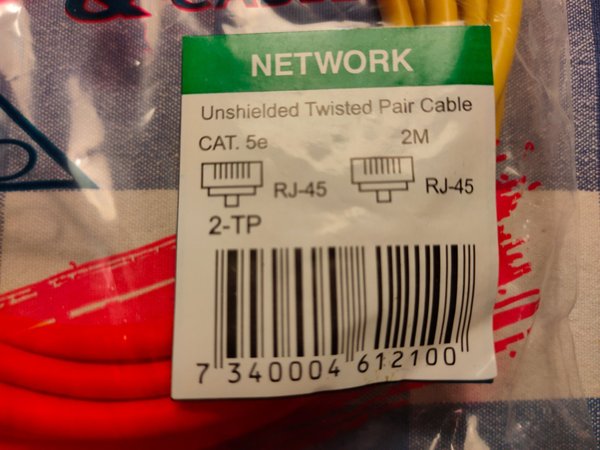 &
NETWORK
Unshielded Twisted Pair Cable
CAT. 5e 2M
RJ-45 RJ-45
2-TP
7 340004 612100